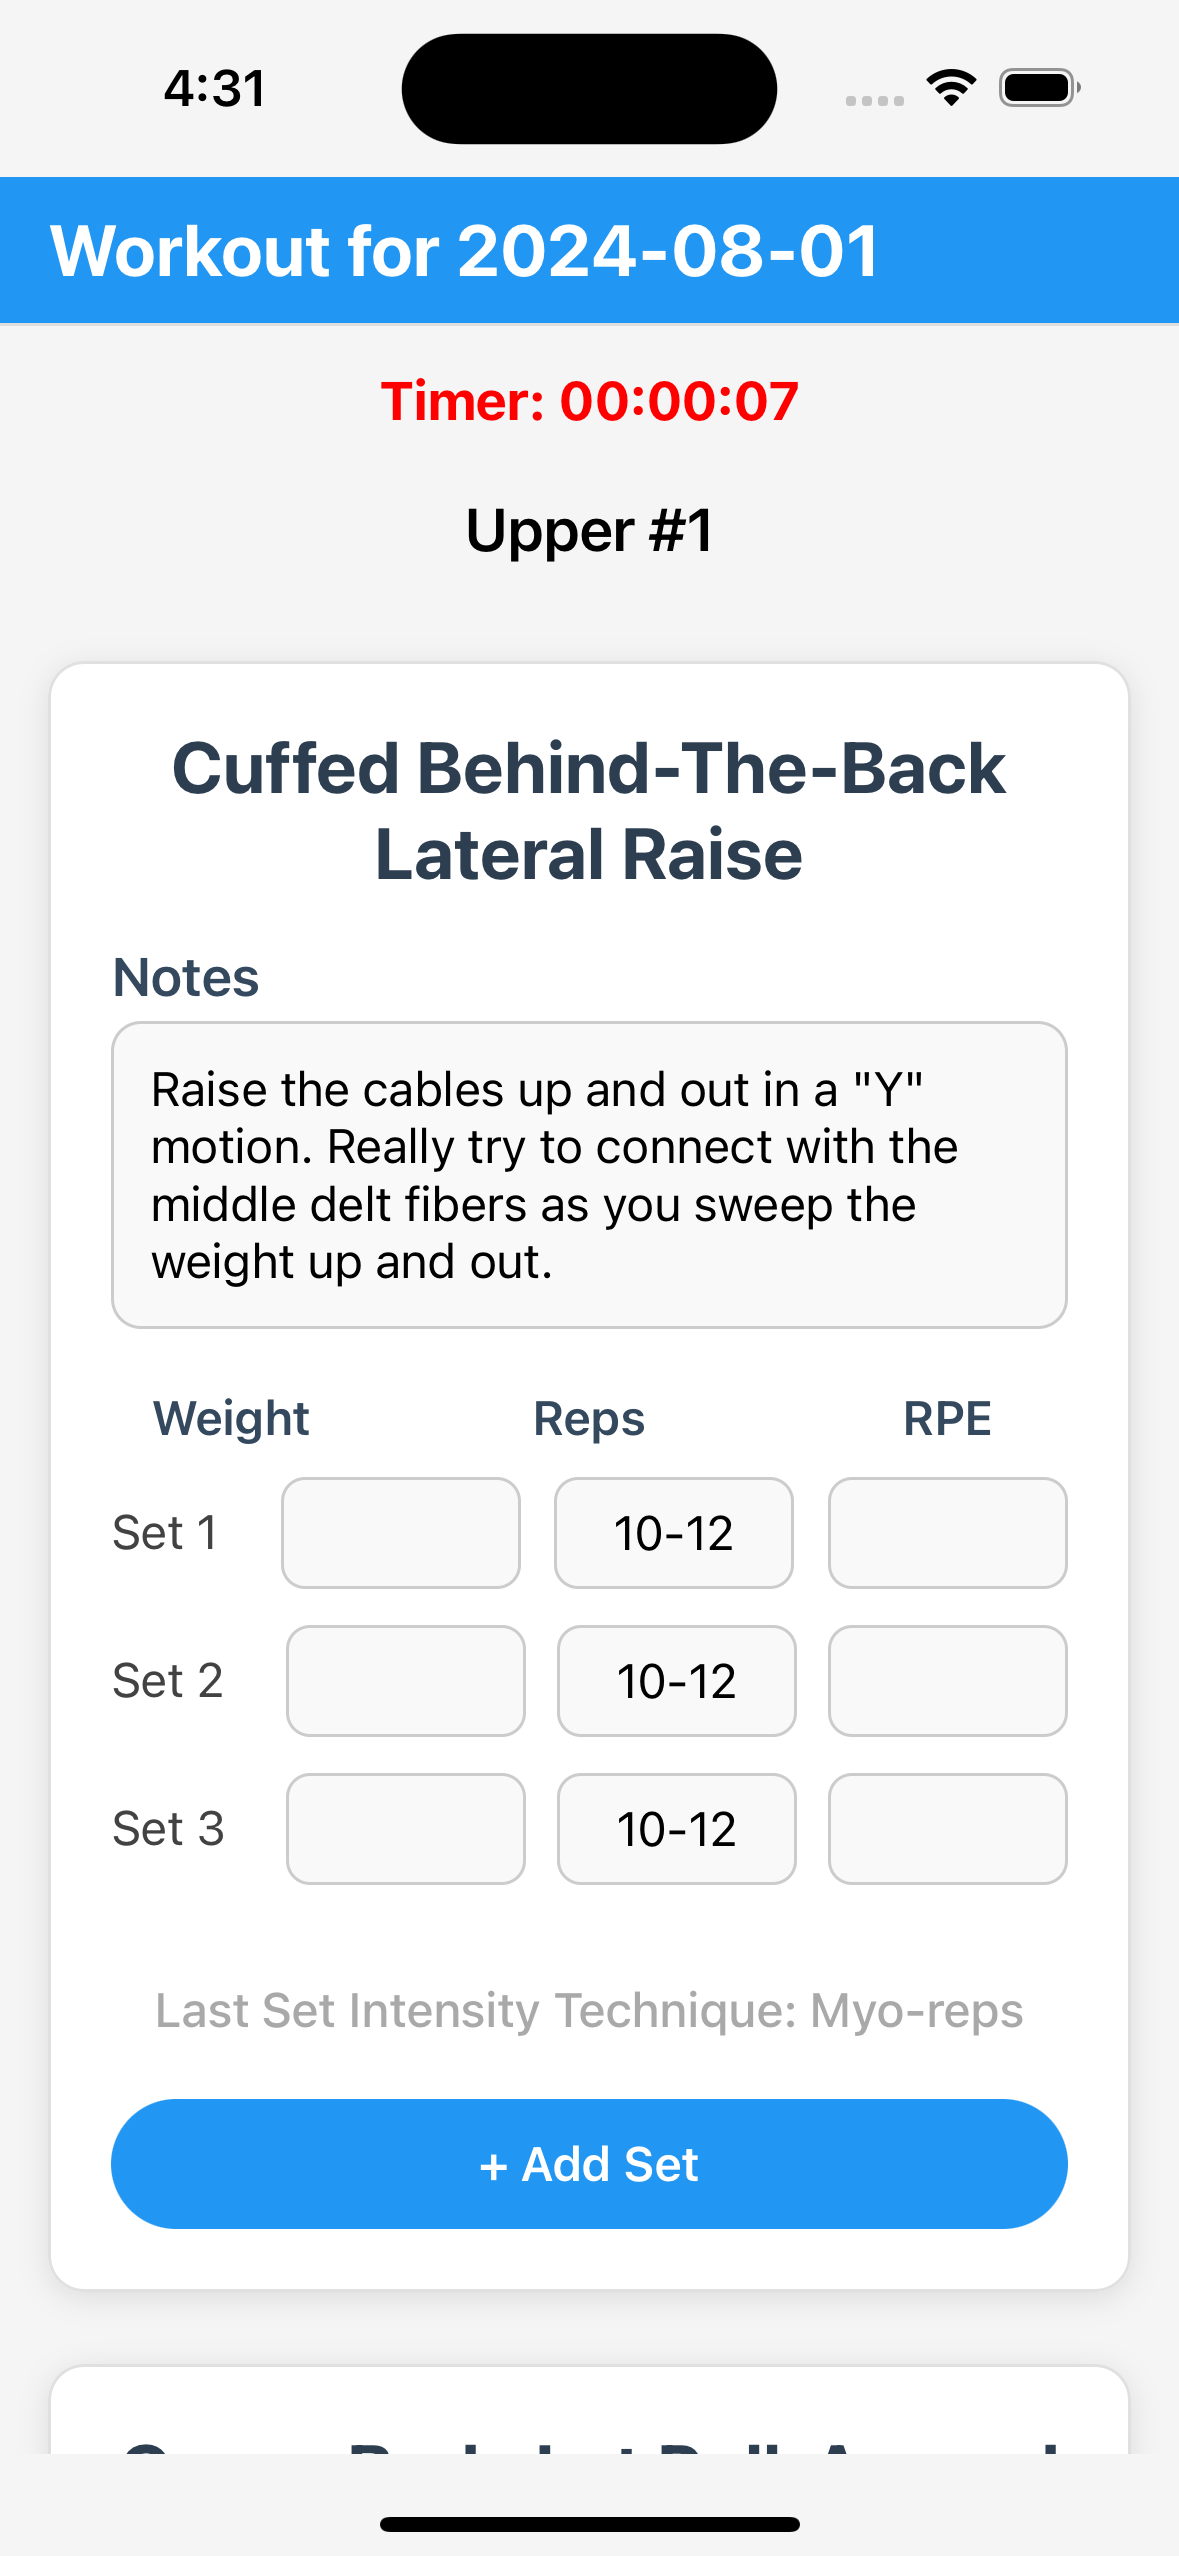 4:31
Workout for 2024-08-01
Timer: 00:00:07
Upper #1
Cuffed Behind-The-Back
Lateral Raise
Notes
Raise the cables up and out in a "Y"
motion. Really try to connect with the
middle delt fibers as you sweep the
weight up and out.
Weight Reps RPE
Set 1 10-12
Set 2 10-12
Set 3 10-12
Last Set Intensity Technique: Myo-reps
+ Add Set